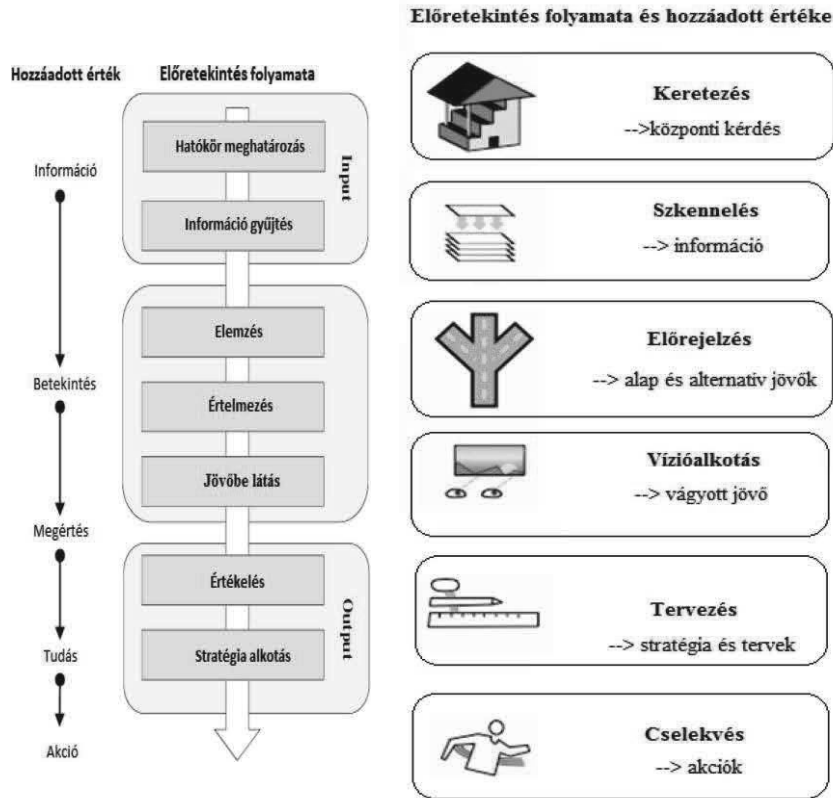 Előretekintés folyamata és hozzáadott értéke
Hozzáadott érték
Előretekintés folyamata
Információ
Betekintés
Megértés
Tudás
Akció
Hatókör meghatározás
Információ gyűjtés
Input
Elemzés
Értelmezés
Jövőbe látás
Értékelés
Stratégia alkotás
Output
Keretezés
-->központi kérdés
Szkennelés
--> információ
Előrejelzés
--> alap és alternatív jövők
Vízióalkotás
--> vágyott jövő
Tervezés
--> stratégia és tervek
Cselekvés
--> akciók